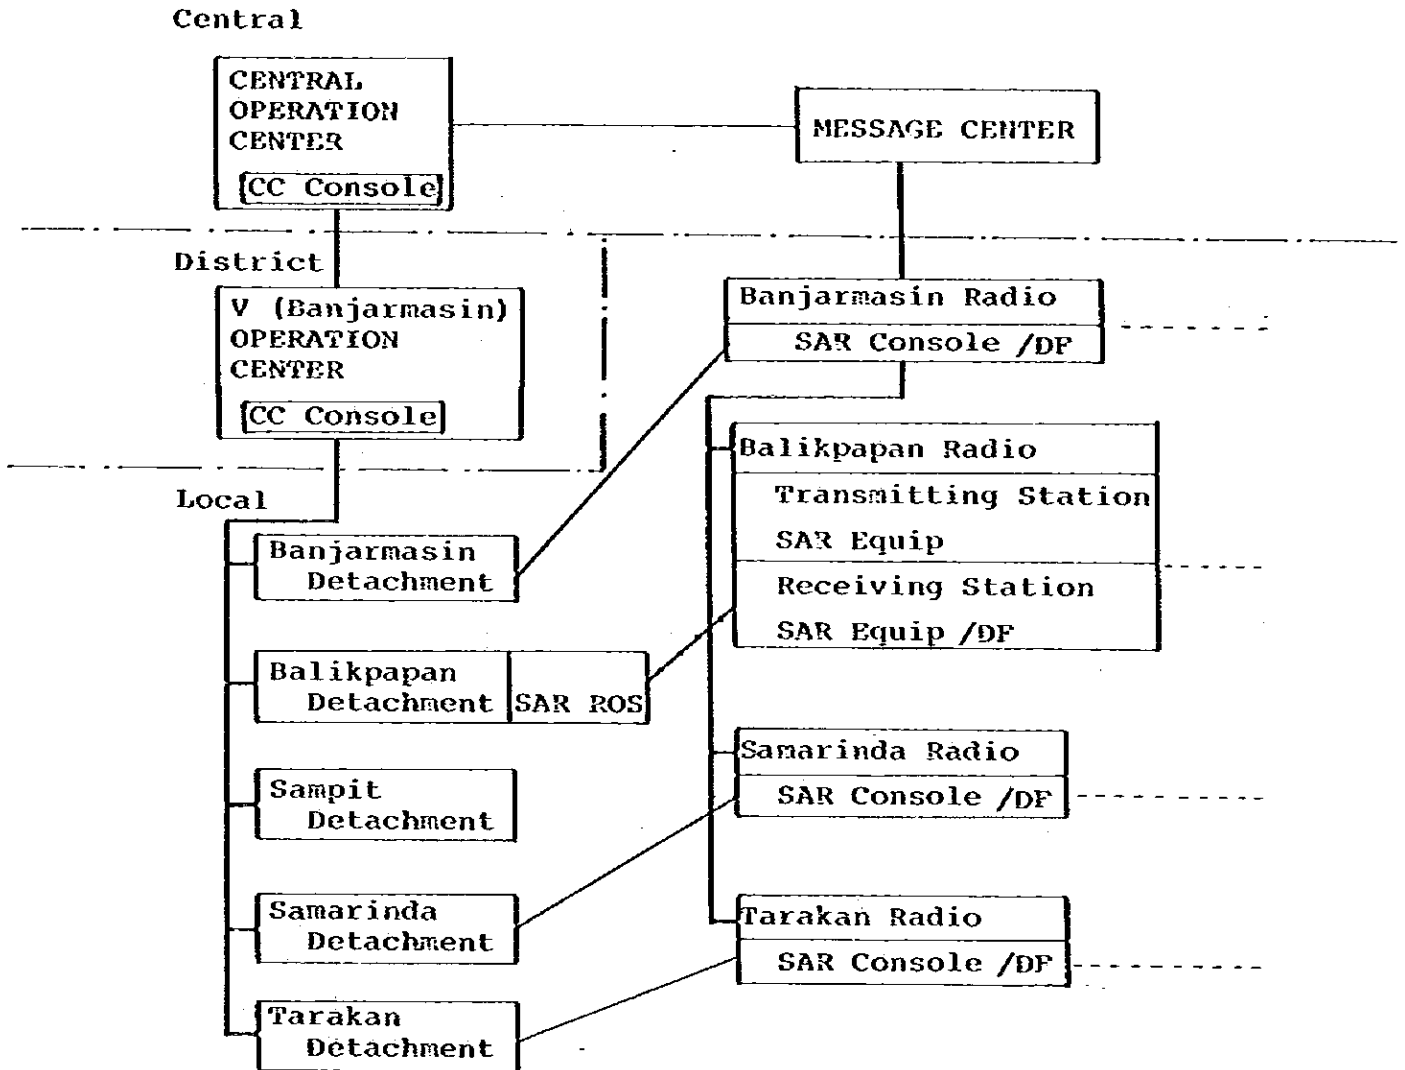 Central
CENTRAL
OPERATION
CENTER
CC Console
MESSAGE CENTER
District
V (Banjarmasin)
OPERATION
CENTER
CC Console
Banjarmasin Radio
SAR Console /DF
Local
Banjarmasin
Detachment
Balikpapan
Detachment
SAR ROS
Sampit
Detachment
Samarinda
Detachment
Tarakan
Detachment
Balikpapan Radio
Transmitting Station
SAR Equip
Receiving Station
SAR Equip /DF
Samarinda Radio
SAR Console /DF
Tarakan Radio
SAR Console /DF